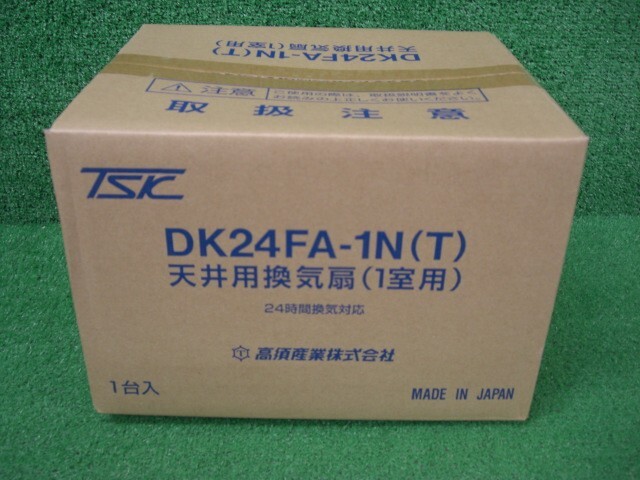 DK24FA-1N(T)
天井用換気扇(1室用)
注意
取扱注意
TSK
DK24FA-1N(T)
天井用換気扇(1室用)
24時間換気対応
高須産業株式会社
1台入
MADE IN JAPAN